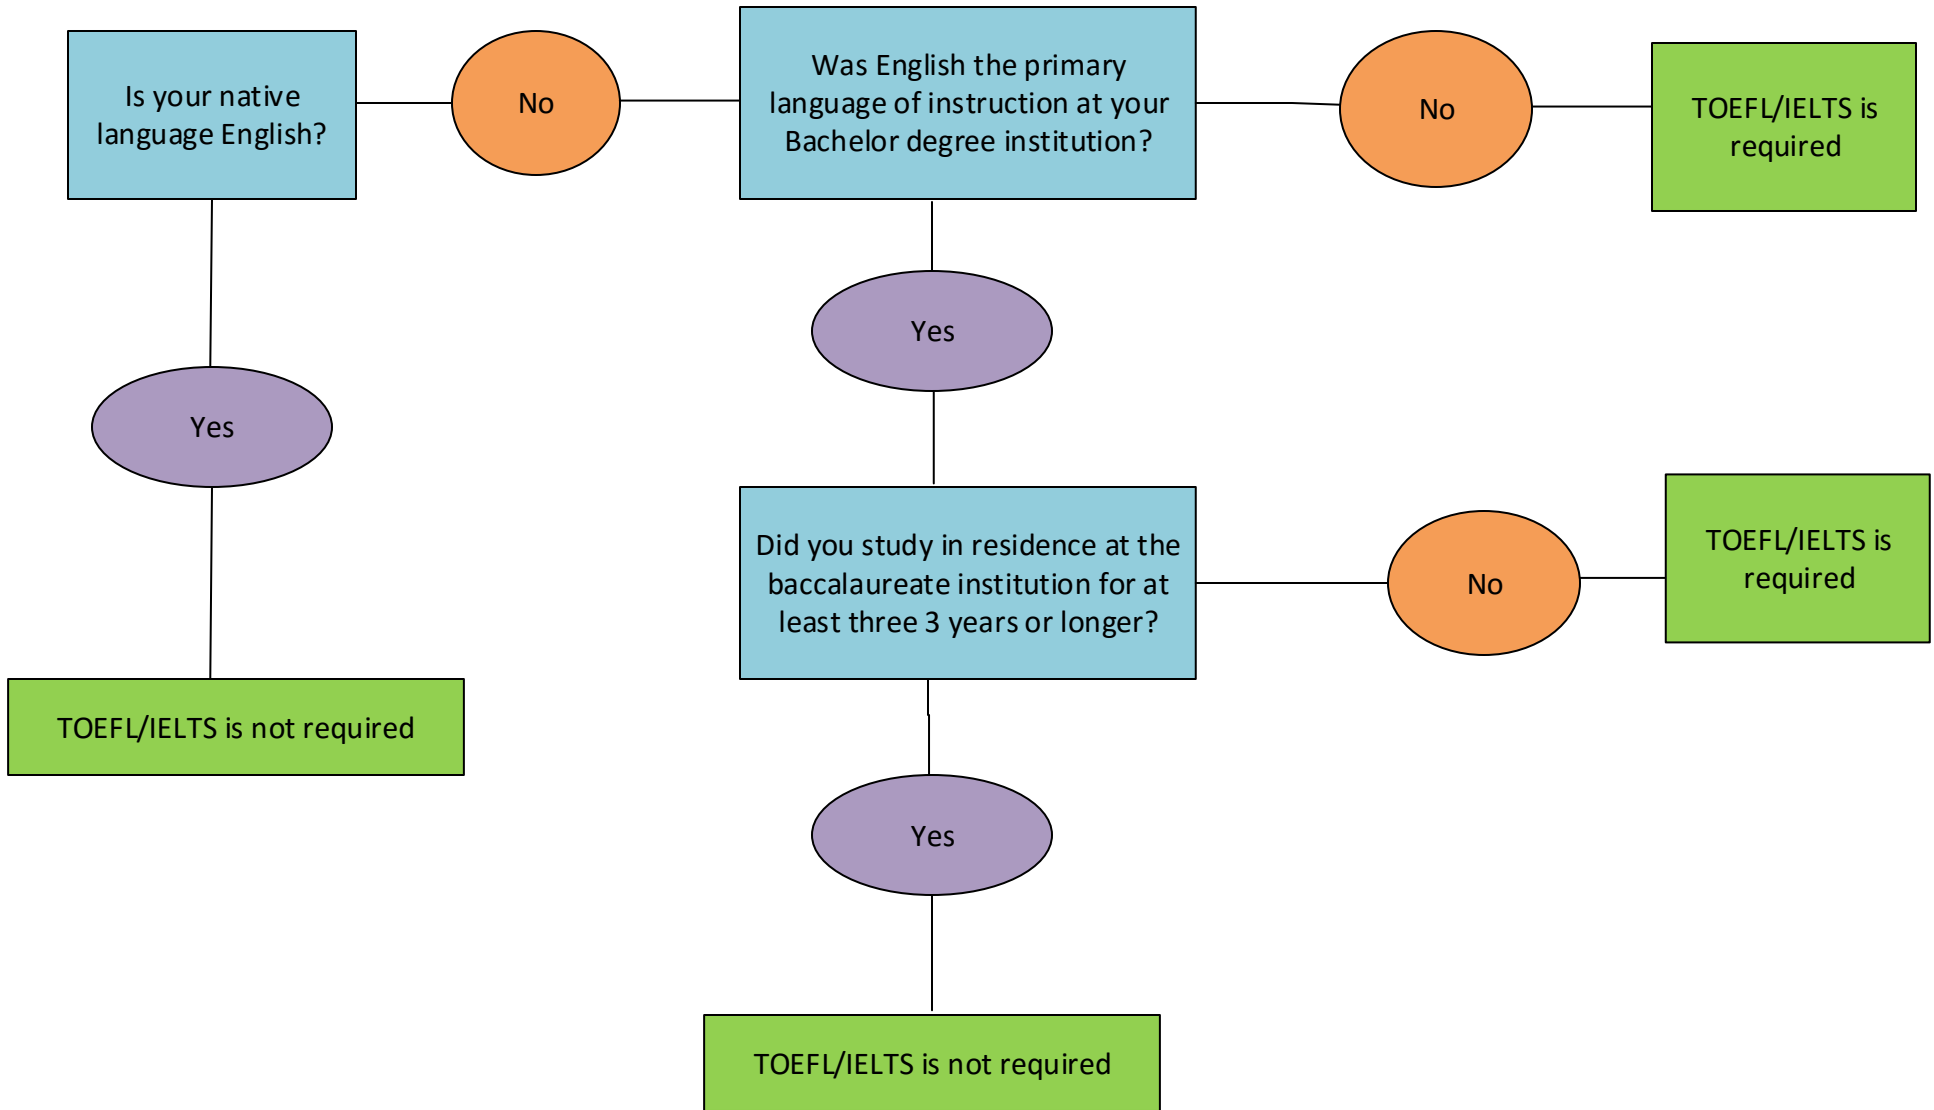 Is your native
language English?
No
Was English the primary
language of instruction at your
Bachelor degree institution?
No
TOEFL/IELTS is
required
Yes
Yes
Did you study in residence at the
baccalaureate institution for at
least three 3 years or longer?
No
TOEFL/IELTS is
required
TOEFL/IELTS is not required
Yes
TOEFL/IELTS is not required